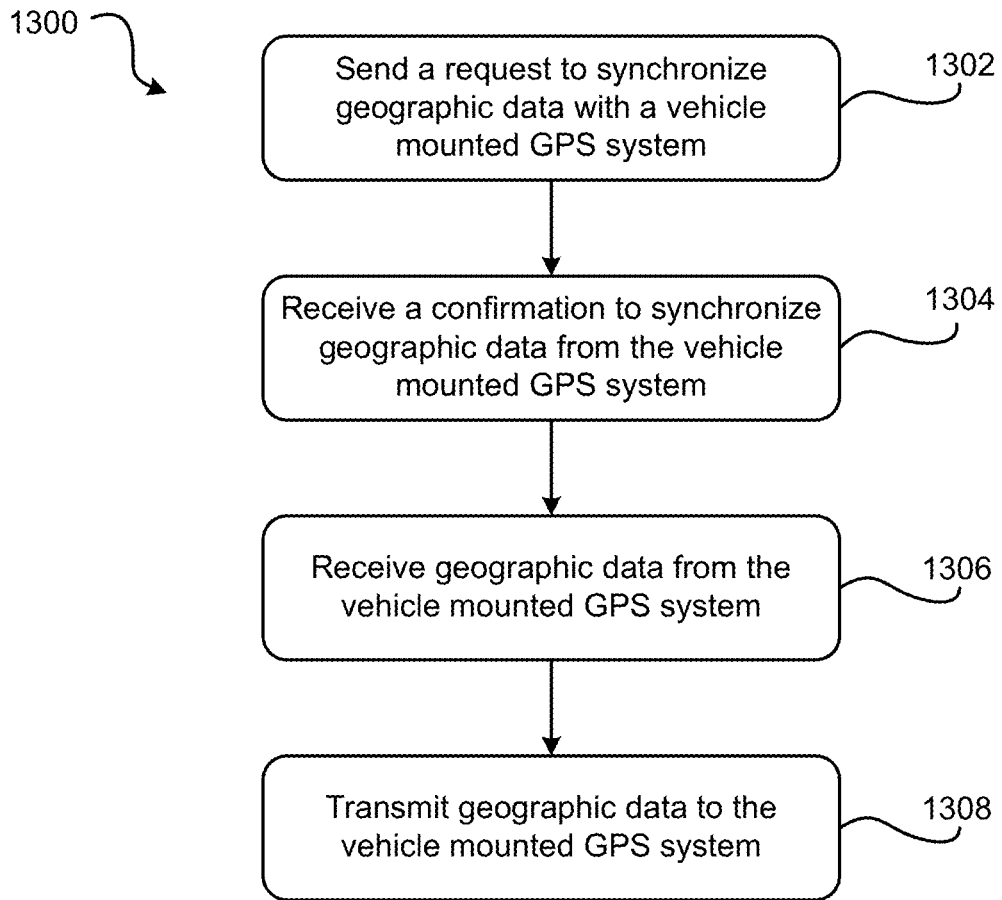 1300
Send a request to synchronize
geographic data with a vehicle
mounted GPS system
1302
Receive a confirmation to synchronize
geographic data from the vehicle
mounted GPS system
1304
Receive geographic data from the
vehicle mounted GPS system
1306
Transmit geographic data to the
vehicle mounted GPS system
1308